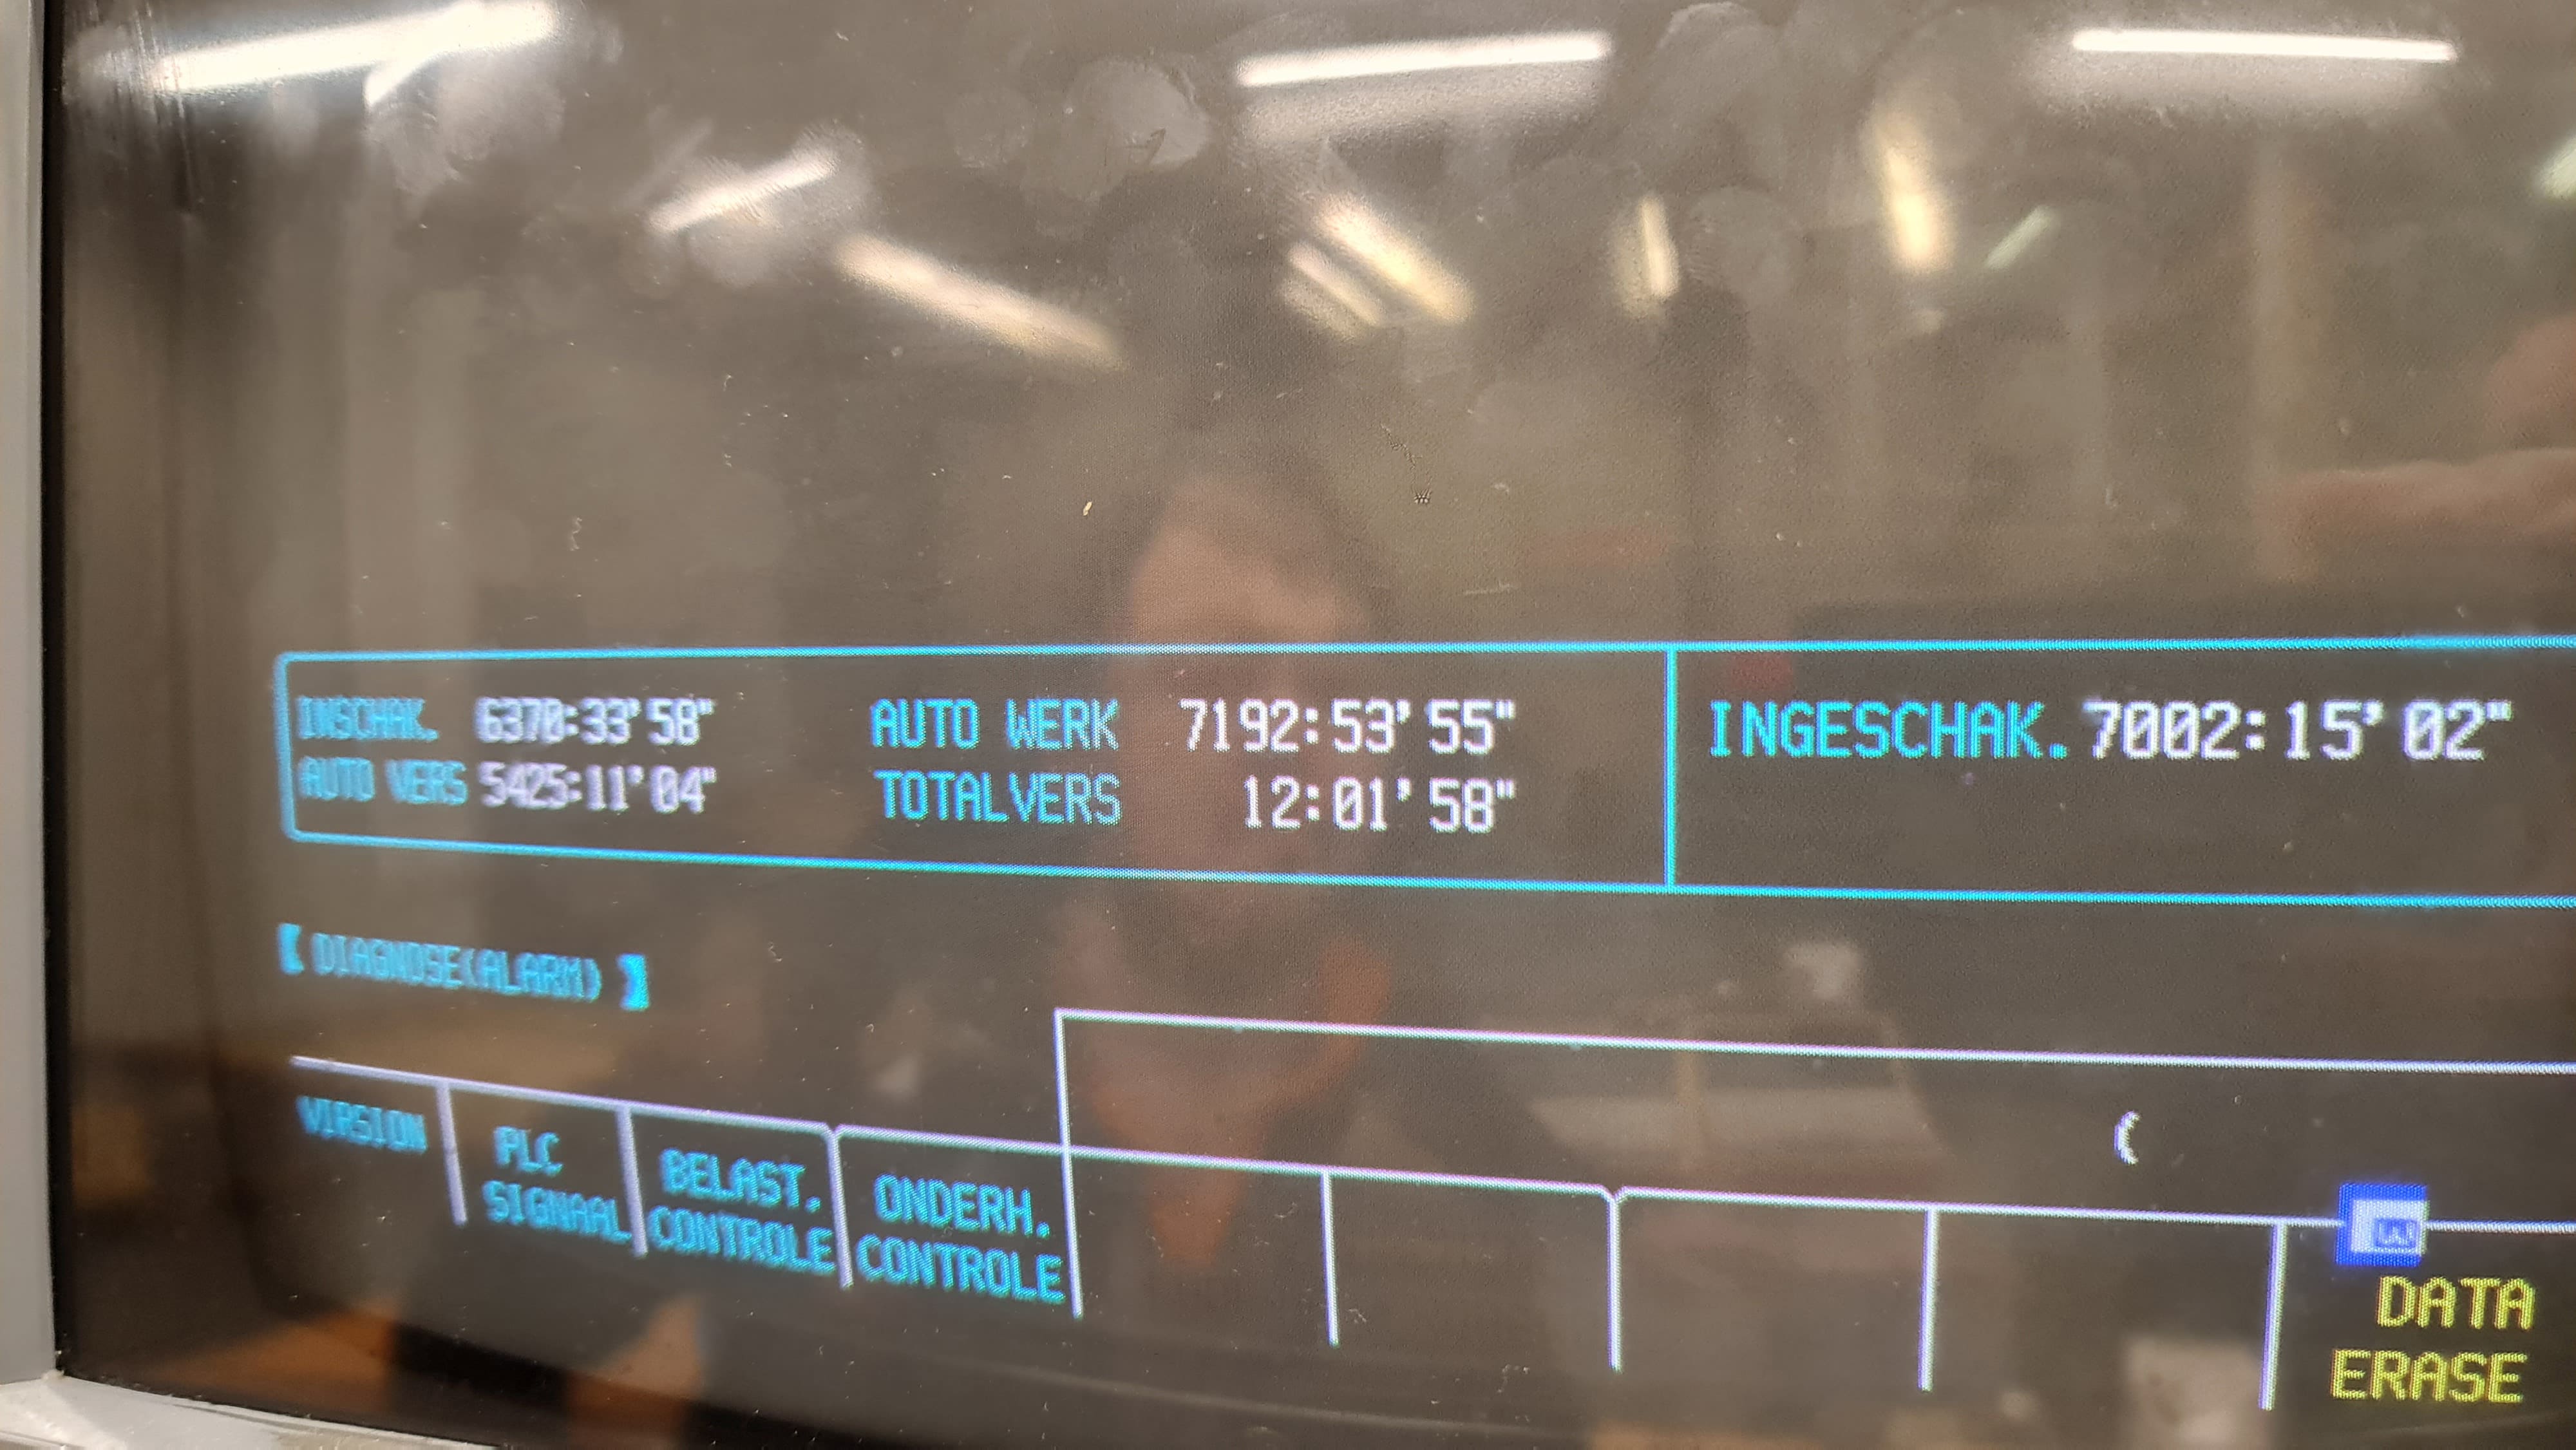 INSCHAK. 6370:33'58" AUTO WERK 7192:53'55" INGESCHAK. 7002:15'02"
AUTO VERS 5425:11'04" TOTALVERS 12:01'58"
【 DIAGNOSE(ALARM) 】
(
VIRSION PLC SIGNAAL BELAST. CONTROLE ONDERH. CONTROLE DATA ERASE